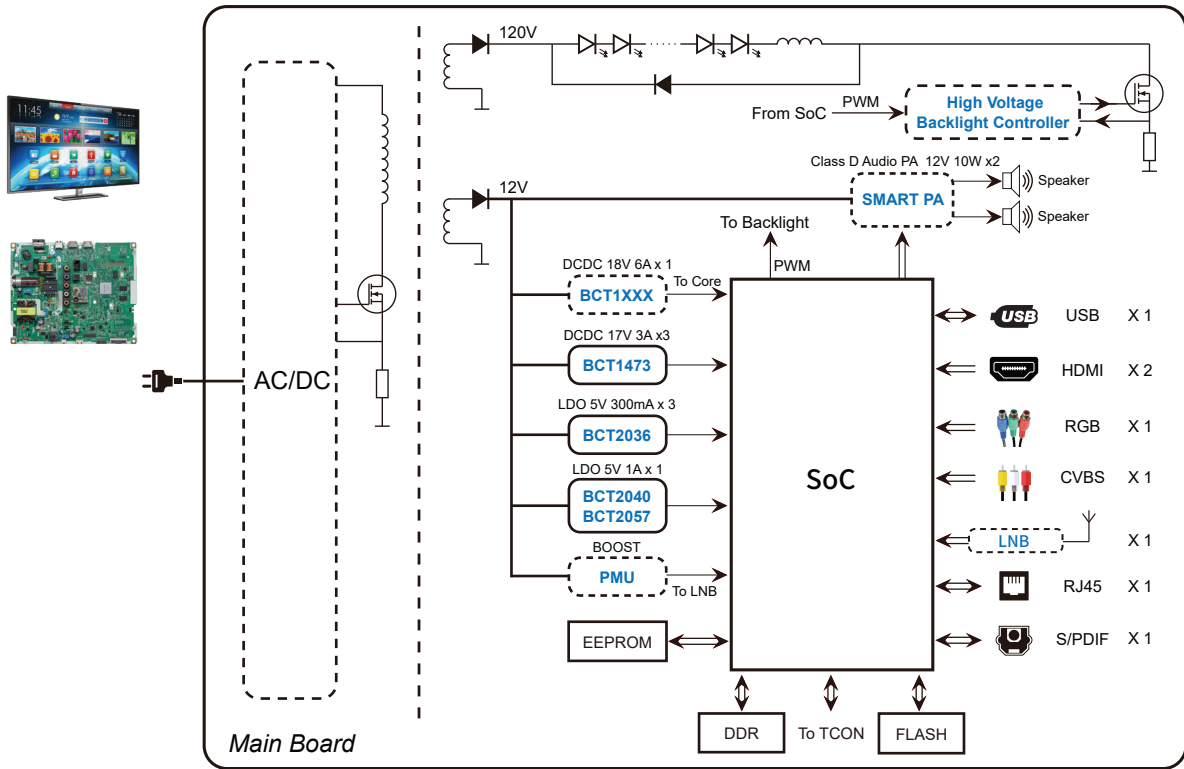 120V
From SoC
PWM
High Voltage
Backlight Controller
11:45
Class D Audio PA 12V 10W x2
12V
SMART PA
Speaker
Speaker
To Backlight
PWM
DCDC 18V 6A x 1
BCT1XXX
To Core
DCDC 17V 3A x3
BCT1473
LDO 5V 300mA x 3
BCT2036
LDO 5V 1A x 1
BCT2040
BCT2057
BOOST
PMU
To LNB
EEPROM
AC/DC
SoC
USB
USB X 1
HDMI X 2
RGB X 1
CVBS X 1
LNB X 1
RJ45 X 1
S/PDIF X 1
DDR
To TCON
FLASH
Main Board